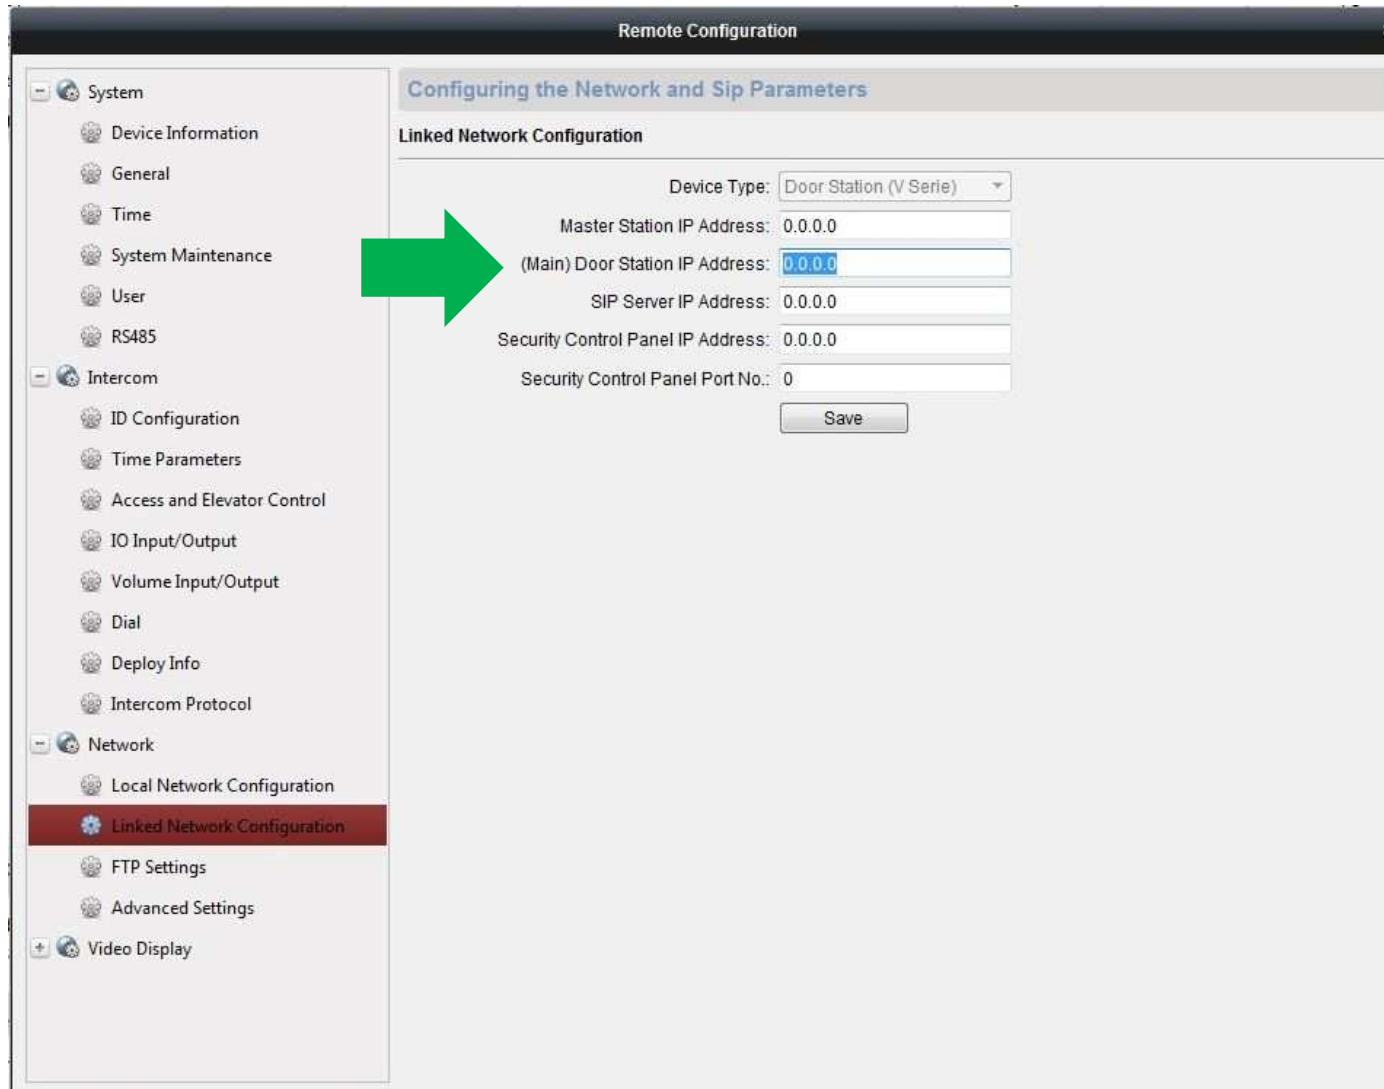 Remote Configuration
System
Device Information
General
Time
System Maintenance
User
RS485
Intercom
ID Configuration
Time Parameters
Access and Elevator Control
IO Input/Output
Volume Input/Output
Dial
Deploy Info
Intercom Protocol
Network
Local Network Configuration
Linked Network Configuration
FTP Settings
Advanced Settings
Video Display
Configuring the Network and Sip Parameters
Linked Network Configuration
Device Type: Door Station (V Serie)
Master Station IP Address: 0.0.0.0
(Main) Door Station IP Address: 0.0.0.0
SIP Server IP Address: 0.0.0.0
Security Control Panel IP Address: 0.0.0.0
Security Control Panel Port No.: 0
Save